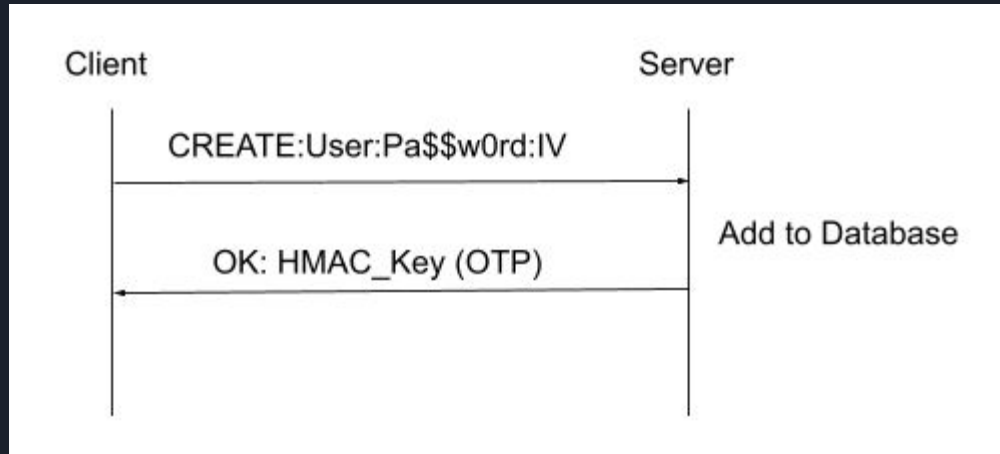 Client
Server
CREATE:User:Pa$$w0rd:IV
Add to Database
OK: HMAC_Key (OTP)